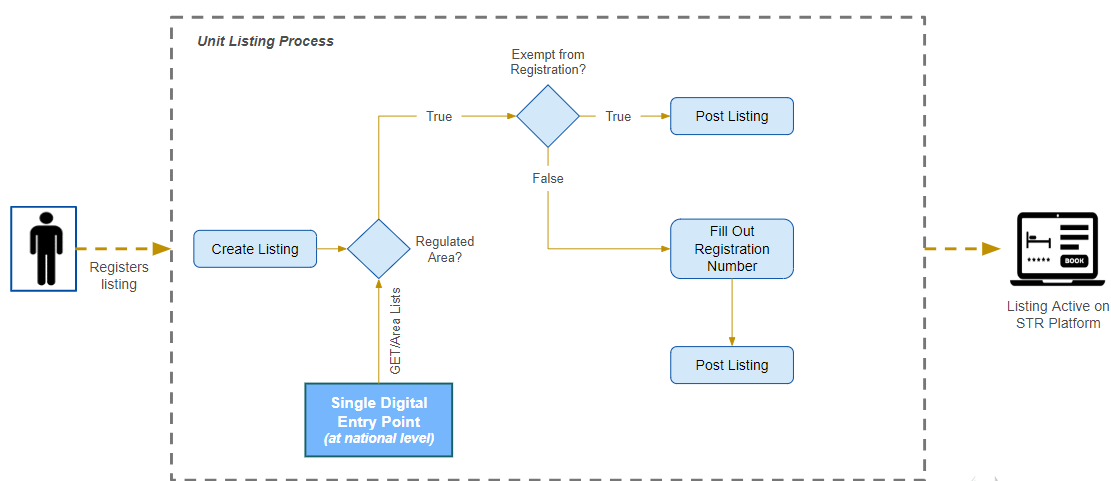 Unit Listing Process
Exempt from
Registration?
True
True
Post Listing
False
Registers
listing
Create Listing
Regulated
Area?
Fill Out
Registration
Number
BOOK
Listing Active on
STR Platform
GET/Area Lists
Post Listing
Single Digital
Entry Point
(at national level)